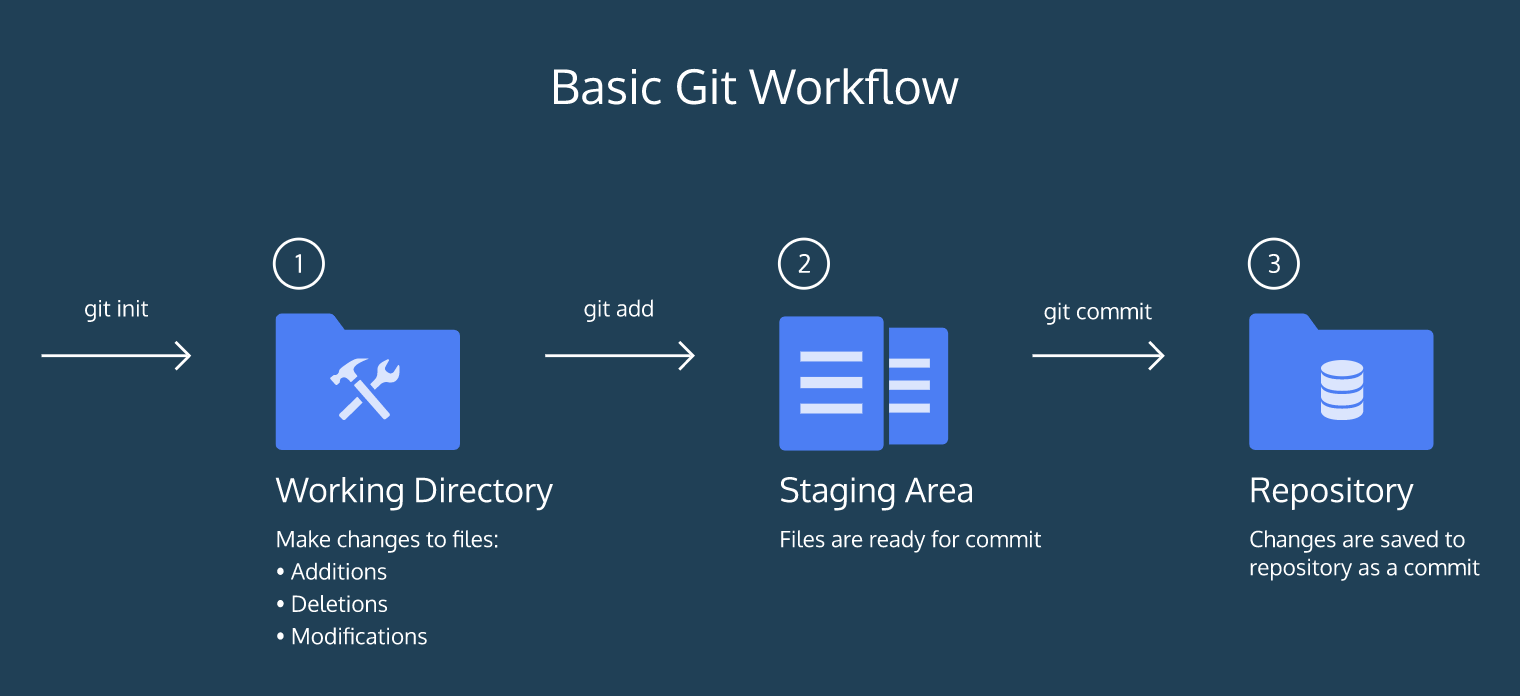 Basic Git Workflow
git init
1
Working Directory
Make changes to files:
• Additions
• Deletions
• Modifications
git add
2
Staging Area
Files are ready for commit
git commit
3
Repository
Changes are saved to
repository as a commit